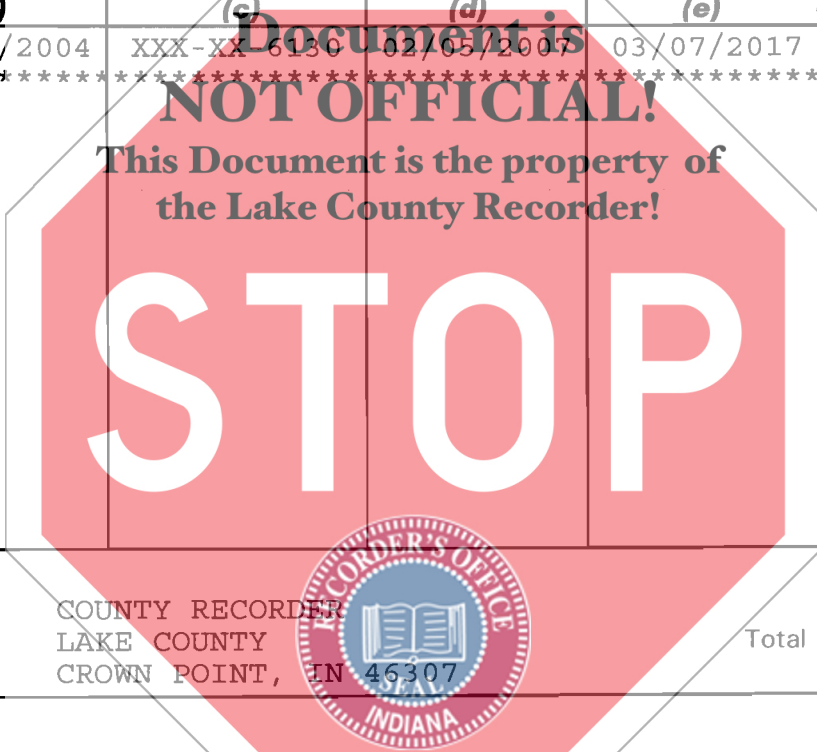 (c) (d) (e)
Document is
/2004 XXX-XX-6130 02/05/2007 03/07/2017
NOT OFFICIAL!
This Document is the property of
the Lake County Recorder!
STOP
COUNTY RECORDER
LAKE COUNTY
CROWN POINT, IN 46307
Total
RECORDER'S OFFICE
SEAL
INDIANA